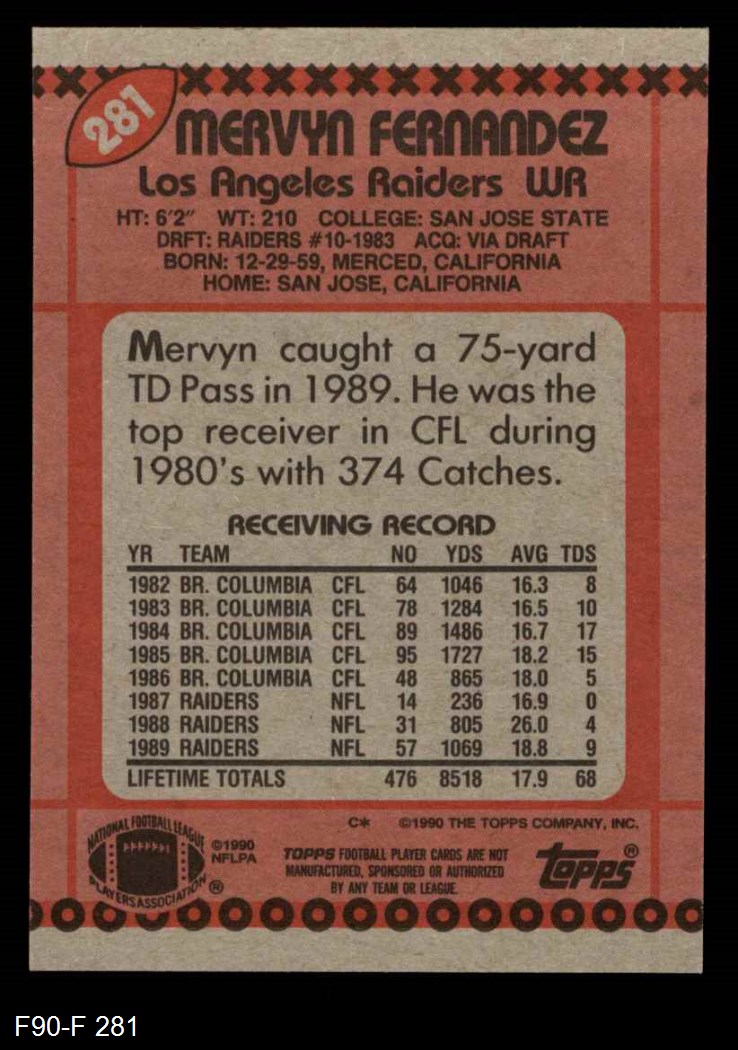 281
MERVYN FERNANDEZ
Los Angeles Raiders WR
HT: 6'2" WT: 210 COLLEGE: SAN JOSE STATE
DRFT: RAIDERS #10-1983 ACQ: VIA DRAFT
BORN: 12-29-59, MERCED, CALIFORNIA
HOME: SAN JOSE, CALIFORNIA
Mervyn caught a 75-yard
TD Pass in 1989. He was the
top receiver in CFL during
1980's with 374 Catches.
RECEIVING RECORD
YR TEAM NO YDS AVG TDS
1982 BR. COLUMBIA CFL 64 1046 16.3 8
1983 BR. COLUMBIA CFL 78 1284 16.5 10
1984 BR. COLUMBIA CFL 89 1486 16.7 17
1985 BR. COLUMBIA CFL 95 1727 18.2 15
1986 BR. COLUMBIA CFL 48 865 18.0 5
1987 RAIDERS NFL 14 236 16.9 0
1988 RAIDERS NFL 31 805 26.0 4
1989 RAIDERS NFL 57 1069 18.8 9
LIFETIME TOTALS 476 8518 17.9 68
C* ©1990 THE TOPPS COMPANY, INC.
NATIONAL FOOTBALL LEAGUE
PLAYERS ASSOCIATION ®
©1990
NFLPA
TOPPS FOOTBALL PLAYER CARDS ARE NOT
MANUFACTURED, SPONSORED OR AUTHORIZED
BY ANY TEAM OR LEAGUE.
topps®
F90-F 281